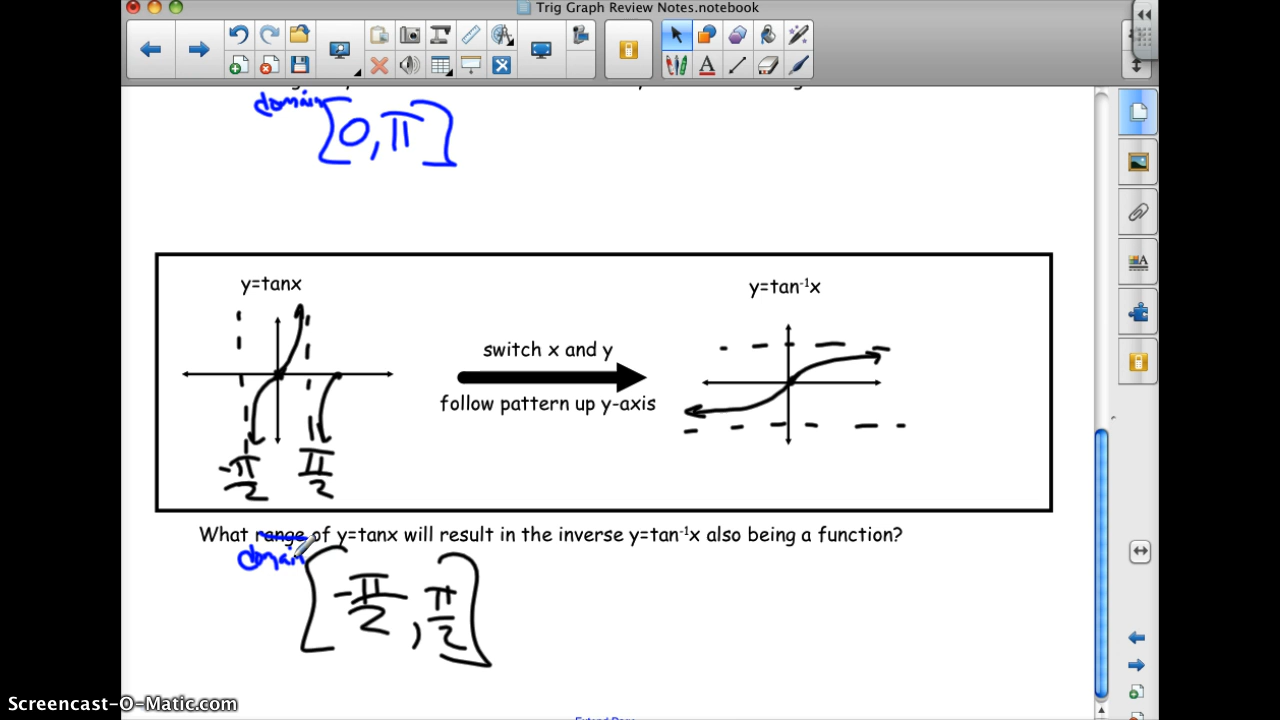 Trig Graph Review Notes.notebook
domain
[0, π]
y=tanx
y=tan⁻¹x
switch x and y
follow pattern up y-axis
-π/2
π/2
What range of y=tanx will result in the inverse y=tan⁻¹x also being a function?
domain
[-π/2, π/2]
Screencast-O-Matic.com
Extend Page